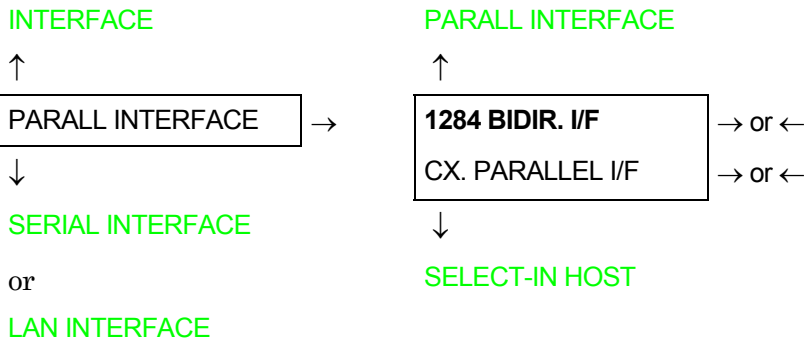 INTERFACE
↑
PARALL INTERFACE →
↓
SERIAL INTERFACE
or
LAN INTERFACE
PARALL INTERFACE
↑
1284 BIDIR. I/F → or ←
CX. PARALLEL I/F → or ←
↓
SELECT-IN HOST